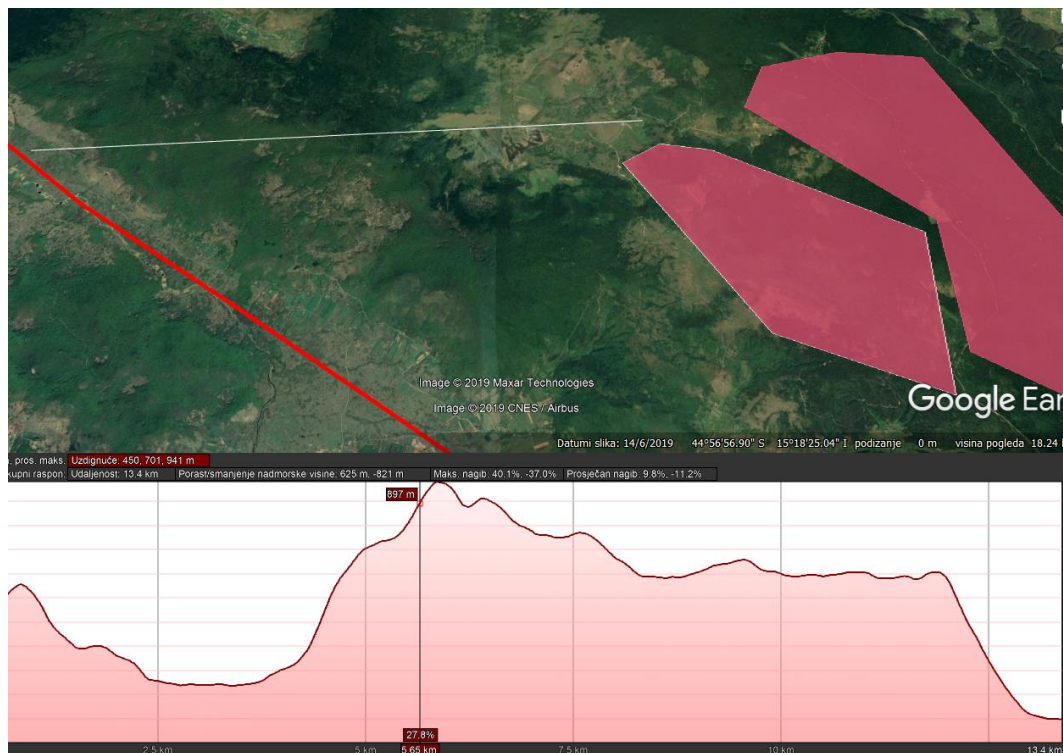 Image © 2019 Maxar Technologies
Image © 2019 CNES / Airbus
Google Ear
Datumi slika: 14/6/2019 44°56'56.90" S 15°18'25.04" I podizanje 0 m visina pogleda 18.24
pros. maks. Uzdignuće: 450, 701, 941 m
kupni raspon: Udaljenost: 13.4 km Porast/smanjenje nadmorske visine: 625 m, -821 m Maks. nagib: 40.1%, -37.0% Prosječan nagib: 9.8%, -11.2%
897 m
27.8%
2.5 km 5 km 5.65 km 7.5 km 10 km 13.4 km